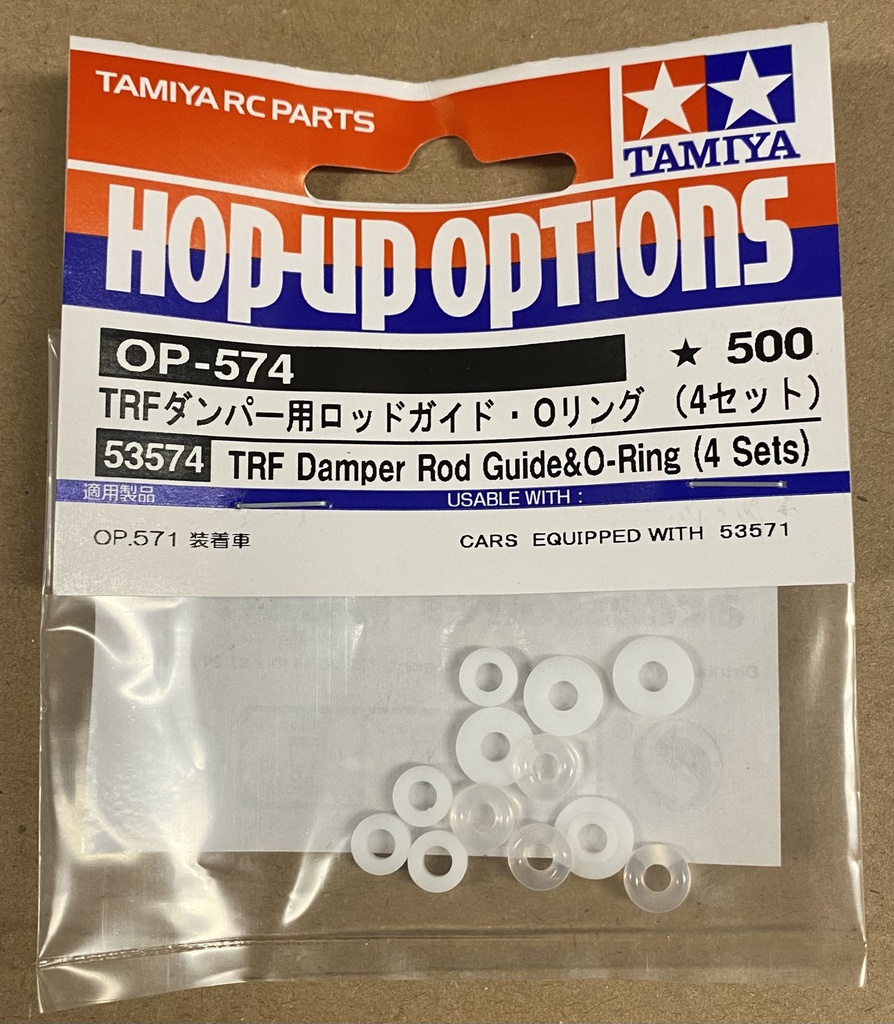 TAMIYA RC PARTS
TAMIYA
HOP-UP OPTIONS
OP-574
★ 500
TRFダンパー用ロッドガイド・Oリング (4セット)
53574 TRF Damper Rod Guide&O-Ring (4 Sets)
適用製品 USABLE WITH :
OP.571 装着車 CARS EQUIPPED WITH 53571